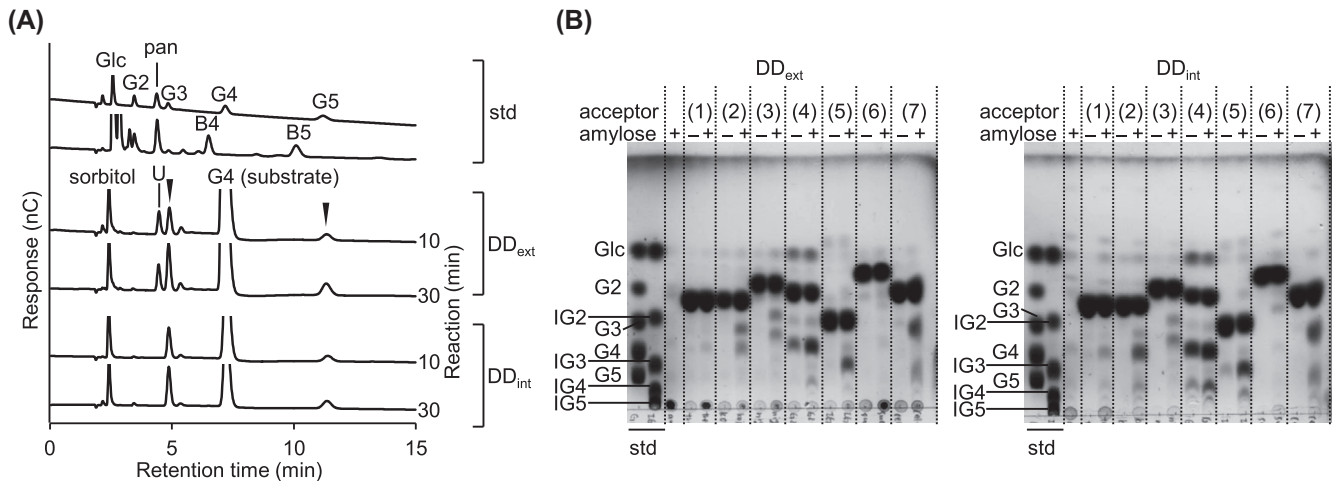 (A)
Glc
G2
pan
G3
G4
G5
std
B4
B5
sorbitol
U
G4 (substrate)
10
30
DDext
10
30
DDint
Response (nC)
Reaction (min)
0
5
10
15
Retention time (min)
(B)
DDext
acceptor (1) (2) (3) (4) (5) (6) (7)
amylose + − + − + − + − + − + − + − +
Glc
G2
IG2
G3
G4
IG3
G5
IG4
IG5
std
DDint
acceptor (1) (2) (3) (4) (5) (6) (7)
amylose + − + − + − + − + − + − + − +
Glc
G2
G3
IG2
G4
IG3
G5
IG4
IG5
std